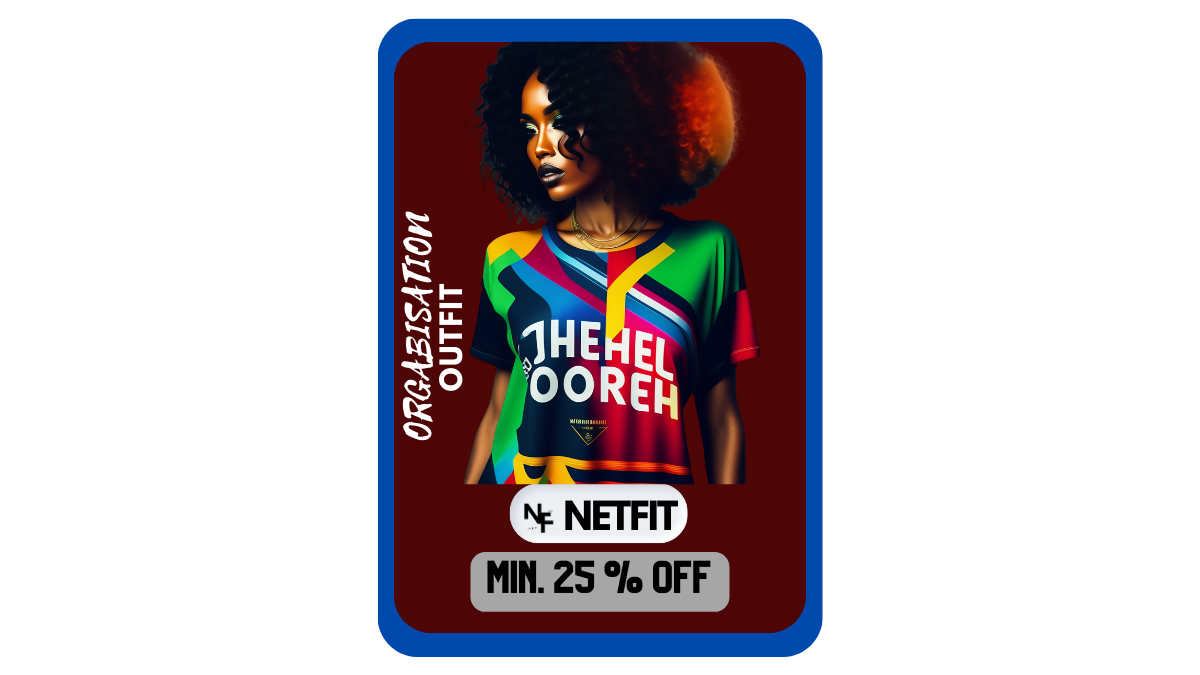 ORGABISATION
OUTFIT
JHEHEL
OOREH
NF NETFIT
MIN. 25 % OFF